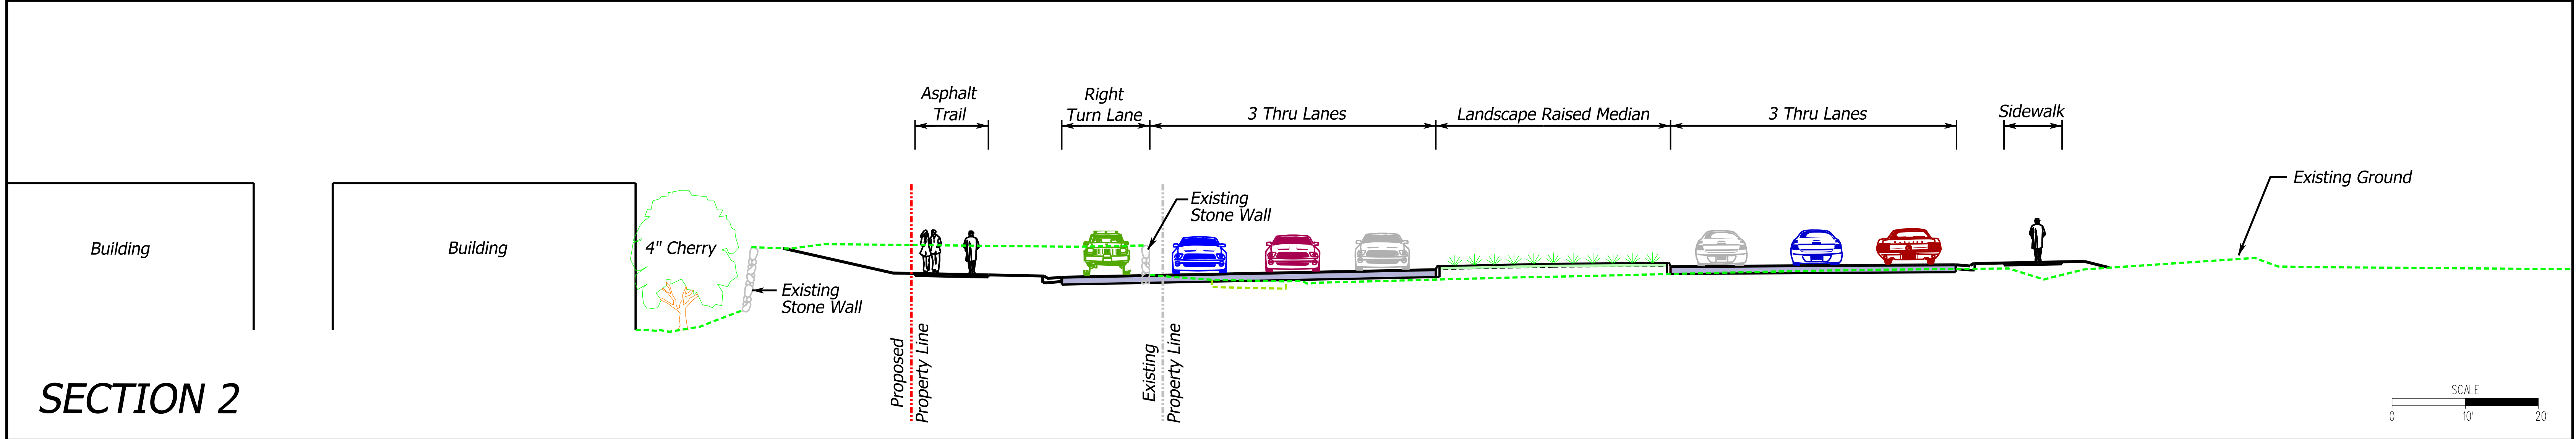 Asphalt
Trail
Right
Turn Lane
3 Thru Lanes
Landscape Raised Median
3 Thru Lanes
Sidewalk
Existing Ground
Existing
Stone Wall
Building
Building
4" Cherry
Existing
Stone Wall
Proposed
Property Line
Existing
Property Line
SECTION 2
SCALE
0 10' 20'